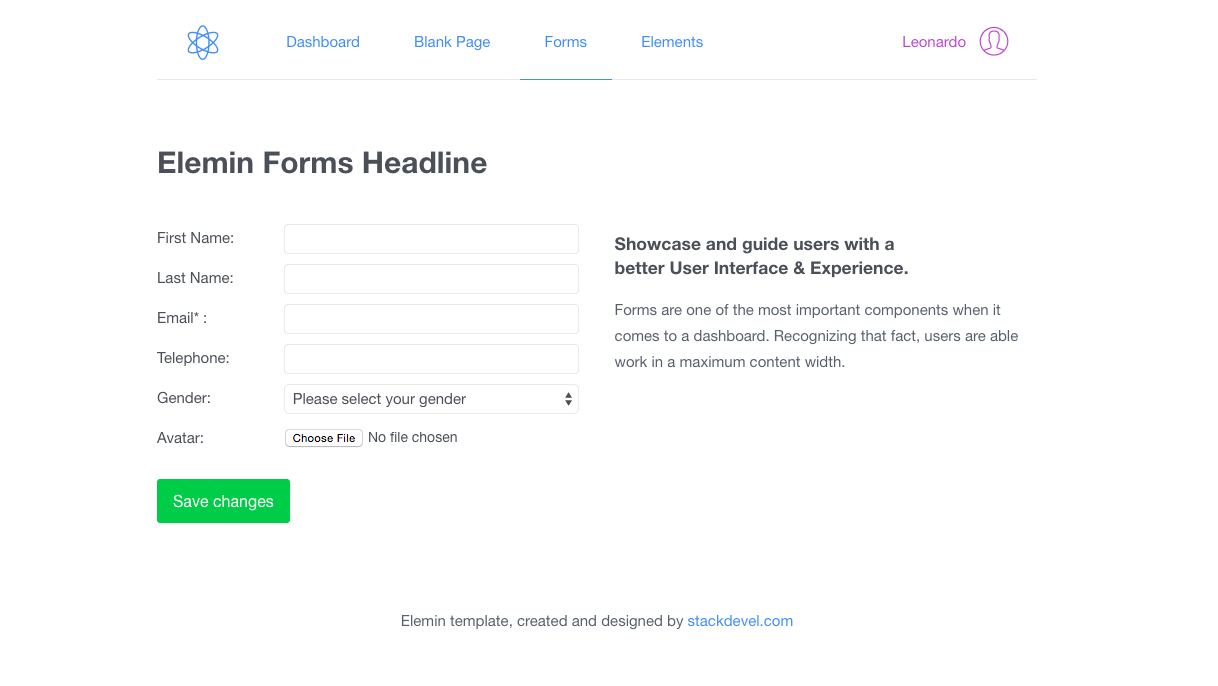 Dashboard Blank Page Forms Elements Leonardo
Elemin Forms Headline
First Name:
Last Name:
Email* :
Telephone:
Gender: Please select your gender
Avatar: Choose File No file chosen
Save changes
Showcase and guide users with a
better User Interface & Experience.
Forms are one of the most important components when it
comes to a dashboard. Recognizing that fact, users are able
work in a maximum content width.
Elemin template, created and designed by stackdevel.com